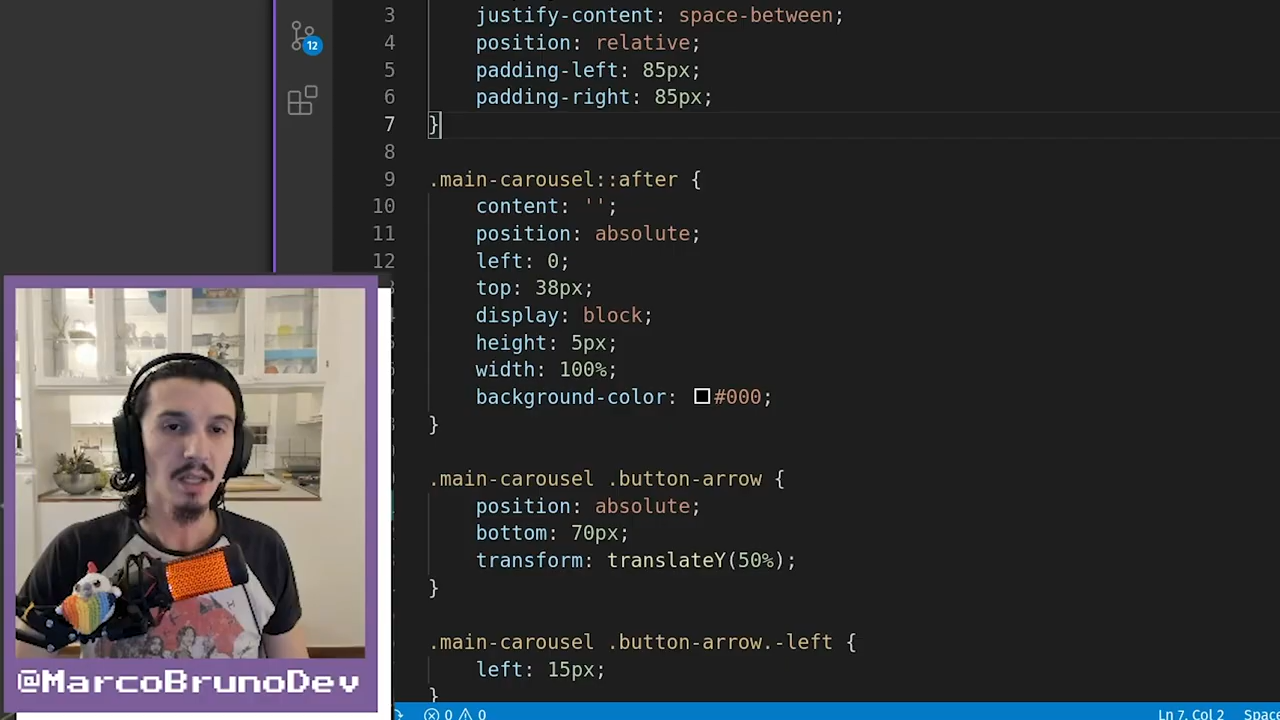 3 justify-content: space-between;
4 position: relative;
12
5 padding-left: 85px;
6 padding-right: 85px;
7 }
8
9 .main-carousel::after {
10 content: '';
11 position: absolute;
12 left: 0;
top: 38px;
display: block;
height: 5px;
width: 100%;
background-color: #000;
}
.main-carousel .button-arrow {
position: absolute;
bottom: 70px;
transform: translateY(50%);
}
.main-carousel .button-arrow.-left {
left: 15px;
}
@MarcoBrunoDev
0 0
Ln 7, Col 2